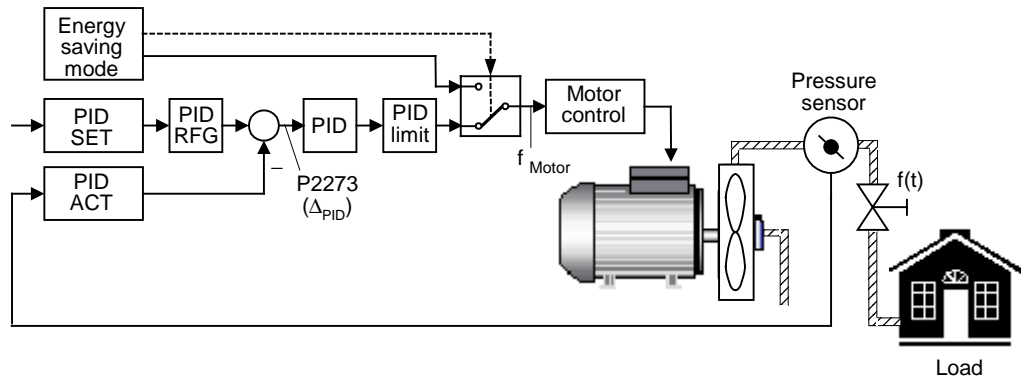 Energy
saving
mode
PID
SET
PID
RFG
PID
PID
limit
Motor
control
Pressure
sensor
f Motor
f(t)
–
P2273
(ΔPID)
PID
ACT
Load